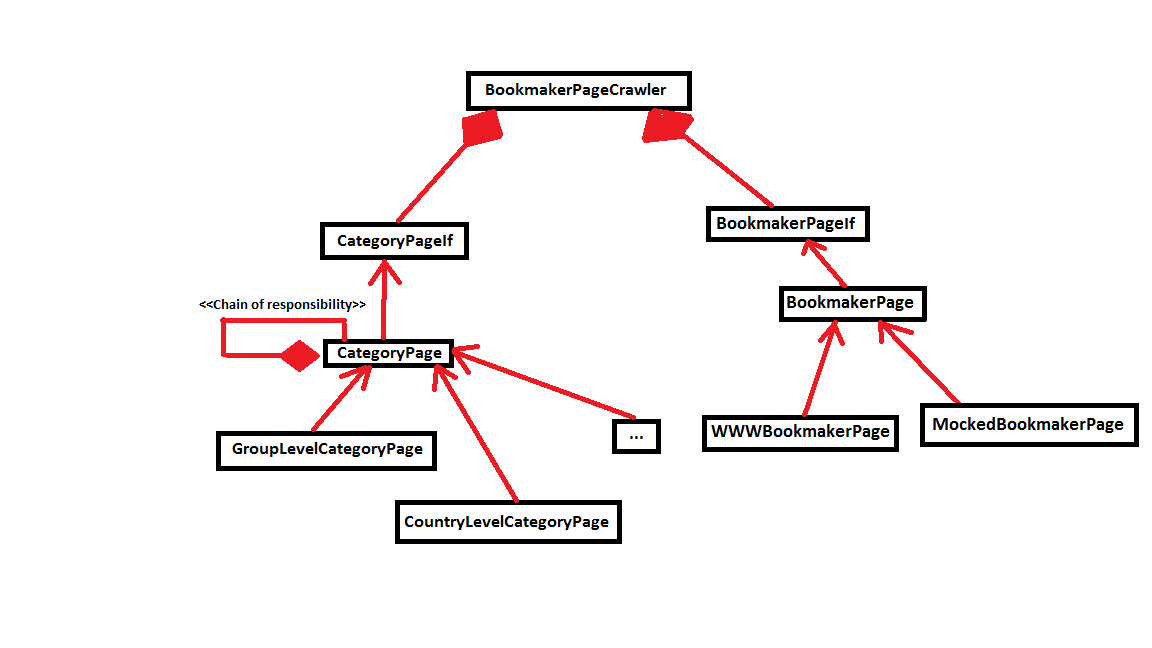 BookmakerPageCrawler
BookmakerPageIf
CategoryPageIf
<<Chain of responsibility>>
BookmakerPage
CategoryPage
WWWBookmakerPage
MockedBookmakerPage
...
GroupLevelCategoryPage
CountryLevelCategoryPage